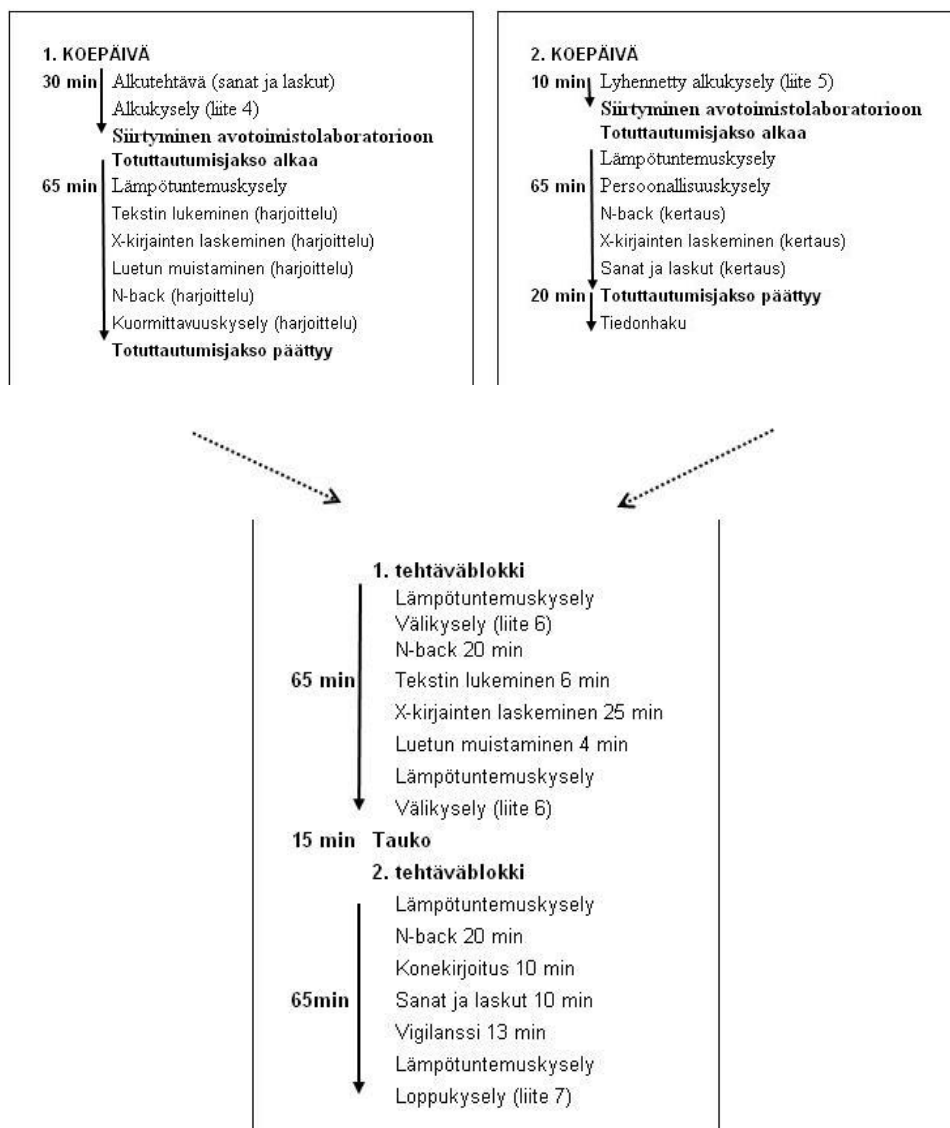 1. KOEPÄIVÄ
30 min Alkutehtävä (sanat ja laskut)
Alkukysely (liite 4)
Siirtyminen avotoimistolaboratorioon
Totuttautumisjakso alkaa
65 min Lämpötuntemuskysely
Tekstin lukeminen (harjoittelu)
X-kirjainten laskeminen (harjoittelu)
Luetun muistaminen (harjoittelu)
N-back (harjoittelu)
Kuormittavuuskysely (harjoittelu)
Totuttautumisjakso päättyy
2. KOEPÄIVÄ
10 min Lyhennetty alkukysely (liite 5)
Siirtyminen avotoimistolaboratorioon
Totuttautumisjakso alkaa
Lämpötuntemuskysely
65 min Persoonallisuuskysely
N-back (kertaus)
X-kirjainten laskeminen (kertaus)
Sanat ja laskut (kertaus)
20 min Totuttautumisjakso päättyy
Tiedonhaku
1. tehtäväblokki
Lämpötuntemuskysely
Välikysely (liite 6)
N-back 20 min
65 min Tekstin lukeminen 6 min
X-kirjainten laskeminen 25 min
Luetun muistaminen 4 min
Lämpötuntemuskysely
Välikysely (liite 6)
15 min Tauko
2. tehtäväblokki
Lämpötuntemuskysely
N-back 20 min
Konekirjoitus 10 min
65min Sanat ja laskut 10 min
Vigilanssi 13 min
Lämpötuntemuskysely
Loppukysely (liite 7)